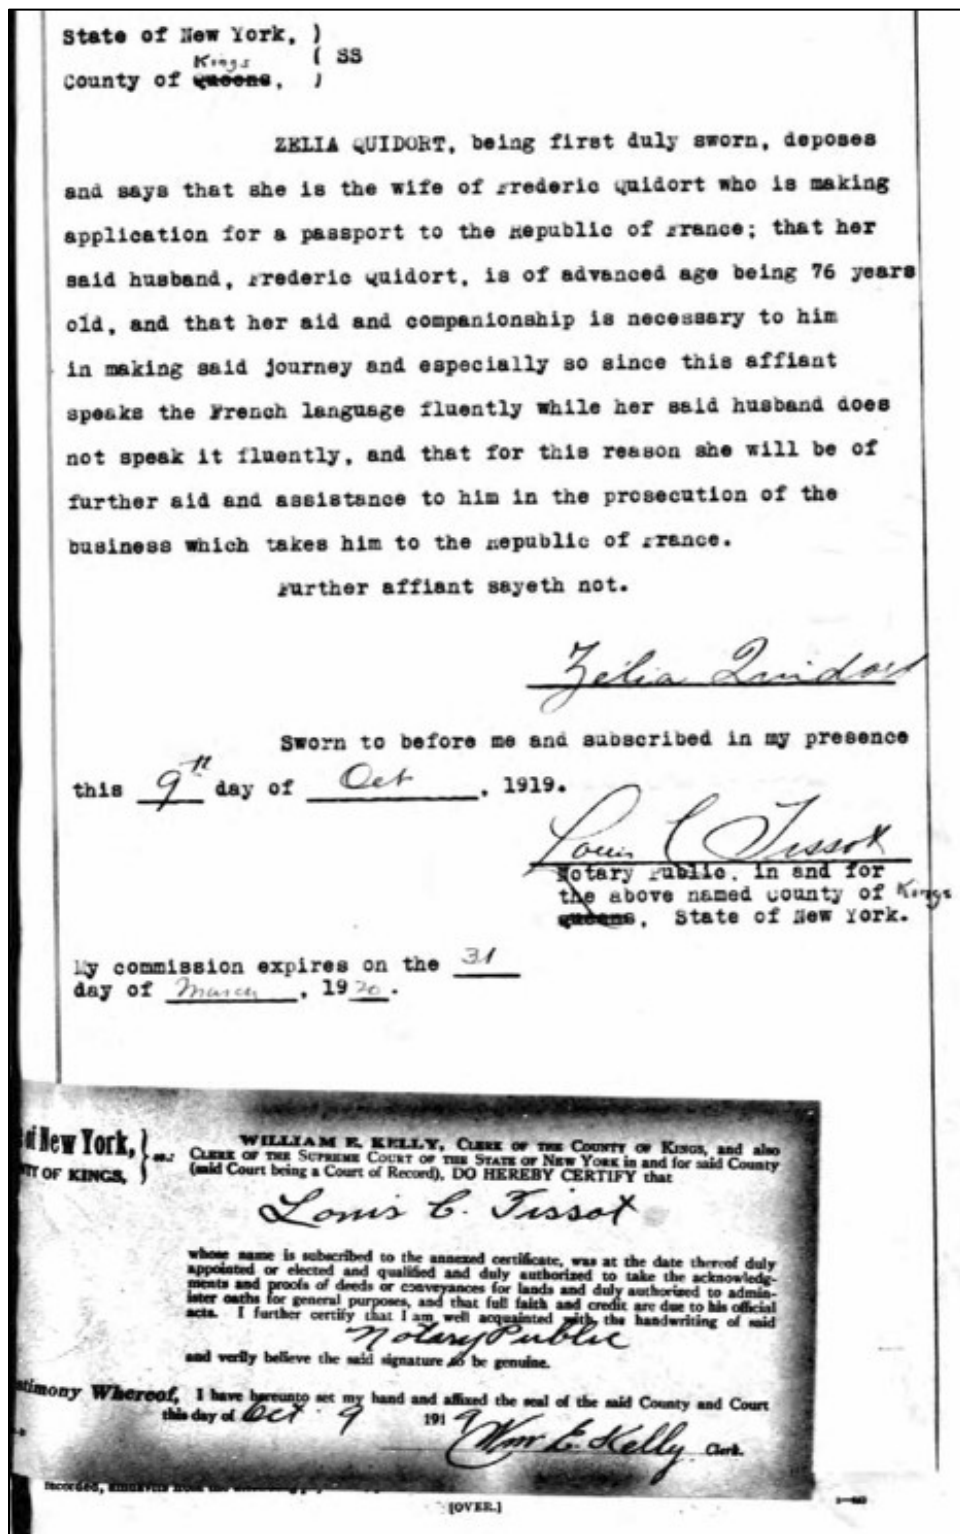 State of New York, )
Kings ( SS
County of Queens, )
ZELIA QUIDORT, being first duly sworn, deposes
and says that she is the wife of Frederic Quidort who is making
application for a passport to the Republic of France; that her
said husband, Frederic Quidort, is of advanced age being 76 years
old, and that her aid and companionship is necessary to him
in making said journey and especially so since this affiant
speaks the French language fluently while her said husband does
not speak it fluently, and that for this reason she will be of
further aid and assistance to him in the prosecution of the
business which takes him to the Republic of France.
Further affiant sayeth not.
Zélia Quidort
Sworn to before me and subscribed in my presence
this 9th day of Oct, 1919.
Louis C Tissot
Notary Public, in and for
the above named County of Kings
Queens, State of New York.
My commission expires on the 31
day of March, 1920.
of New York, } ss.:
TY OF KINGS,
WILLIAM E. KELLY, CLERK OF THE COUNTY OF KINGS, and also
CLERK OF THE SUPREME COURT OF THE STATE OF NEW YORK in and for said County
(said Court being a Court of Record), DO HEREBY CERTIFY that
Louis C. Tissot
whose name is subscribed to the annexed certificate, was at the date thereof duly
appointed or elected and qualified and duly authorized to take the acknowledg-
ments and proofs of deeds or conveyances for lands and duly authorized to admin-
ister oaths for general purposes, and that full faith and credit are due to his official
acts. I further certify that I am well acquainted with the handwriting of said
Notary Public
and verily believe the said signature to be genuine.
stimony Whereof, I have hereunto set my hand and affixed the seal of the said County and Court
this day of Oct. 9 1919
Wm E. Kelly Clerk.
recorded,
[OVER.]